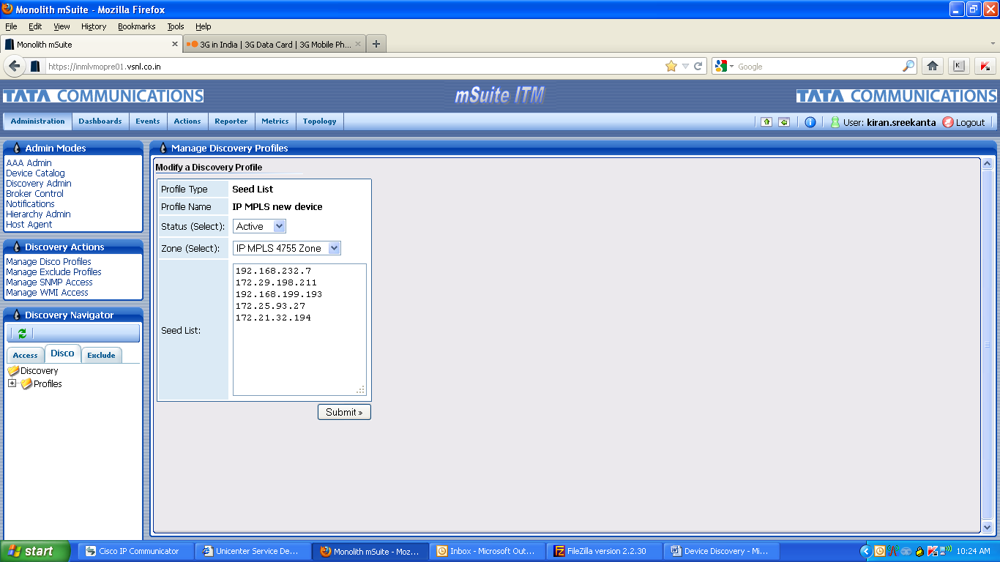 Monolith mSuite - Mozilla Firefox
File Edit View History Bookmarks Tools Help
Monolith mSuite
3G in India | 3G Data Card | 3G Mobile Ph...
https://inmlvmopre01.vsnl.co.in
Google
TATA COMMUNICATIONS
mSuite ITM
TATA COMMUNICATIONS
Administration Dashboards Events Actions Reporter Metrics Topology
User: kiran.sreekanta Logout
Admin Modes
AAA Admin
Device Catalog
Discovery Admin
Broker Control
Notifications
Hierarchy Admin
Host Agent
Discovery Actions
Manage Disco Profiles
Manage Exclude Profiles
Manage SNMP Access
Manage WMI Access
Discovery Navigator
Access Disco Exclude
Discovery
Profiles
Manage Discovery Profiles
Modify a Discovery Profile
Profile Type Seed List
Profile Name IP MPLS new device
Status (Select): Active
Zone (Select): IP MPLS 4755 Zone
Seed List:
192.168.232.7
172.29.198.211
192.168.199.193
172.25.93.27
172.21.32.194
Submit »
start
Cisco IP Communicator
Unicenter Service De...
Monolith mSuite - Moz...
Inbox - Microsoft Out...
FileZilla version 2.2.30
Device Discovery - Mi...
10:24 AM